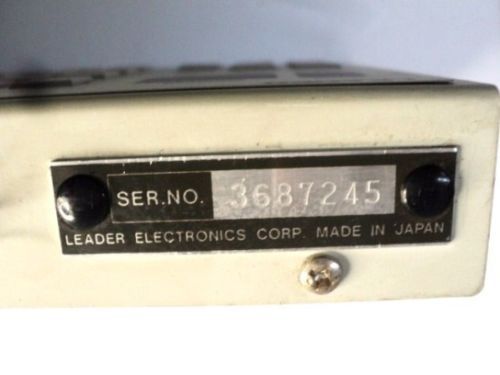 SER.NO. 3687245
LEADER ELECTRONICS CORP. MADE IN JAPAN